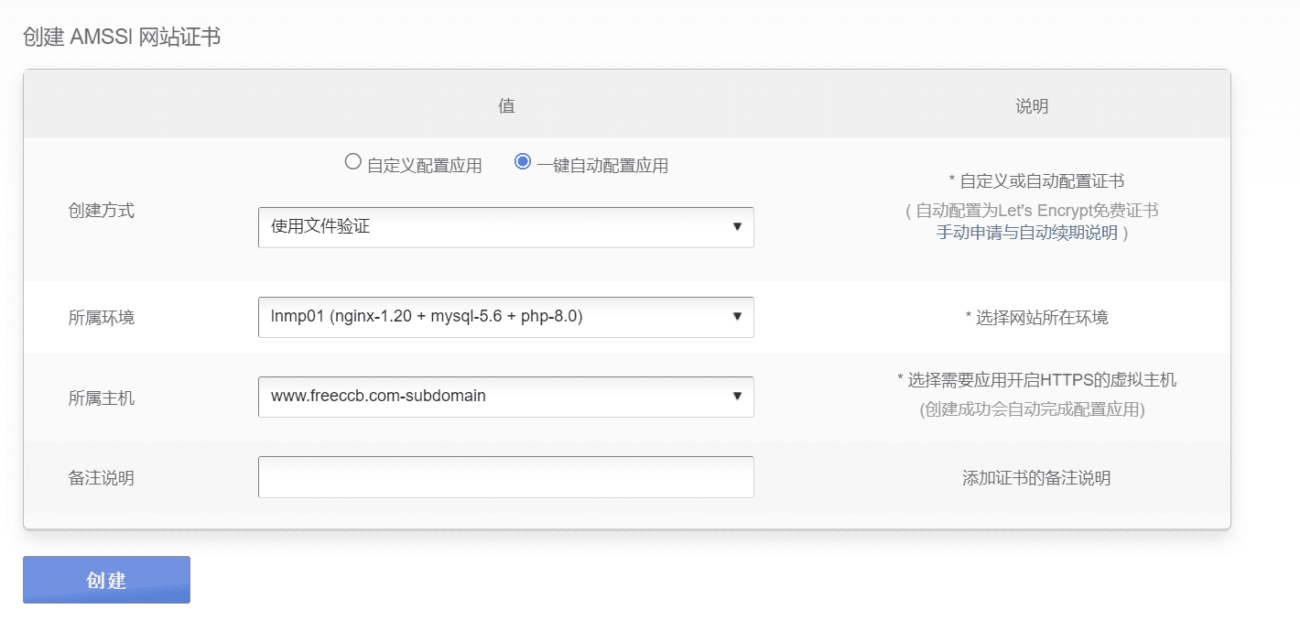 创建 AMSSl 网站证书
值 说明
自定义配置应用 一键自动配置应用
* 自定义或自动配置证书
创建方式
( 自动配置为Let's Encrypt免费证书
使用文件验证
手动申请与自动续期说明 )
所属环境 lnmp01 (nginx-1.20 + mysql-5.6 + php-8.0) * 选择网站所在环境
* 选择需要应用开启HTTPS的虚拟主机
所属主机 www.freeccb.com-subdomain
(创建成功会自动完成配置应用)
备注说明 添加证书的备注说明
创建